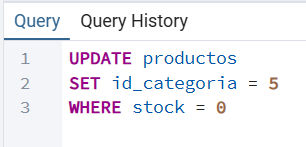 Query Query History
1 UPDATE productos
2 SET id_categoria = 5
3 WHERE stock = 0